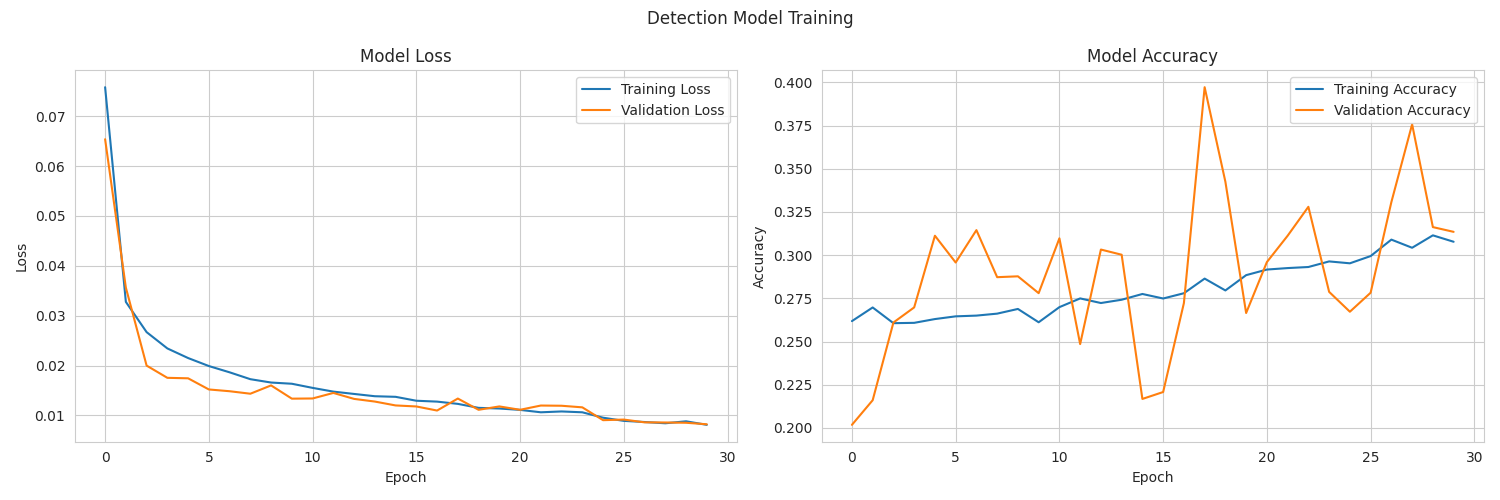 Detection Model Training
Model Loss
Training Loss
Validation Loss
0.07
0.06
0.05
0.04
0.03
0.02
0.01
Loss
0 5 10 15 20 25 30
Epoch
Model Accuracy
Training Accuracy
Validation Accuracy
0.400
0.375
0.350
0.325
0.300
0.275
0.250
0.225
0.200
Accuracy
0 5 10 15 20 25 30
Epoch